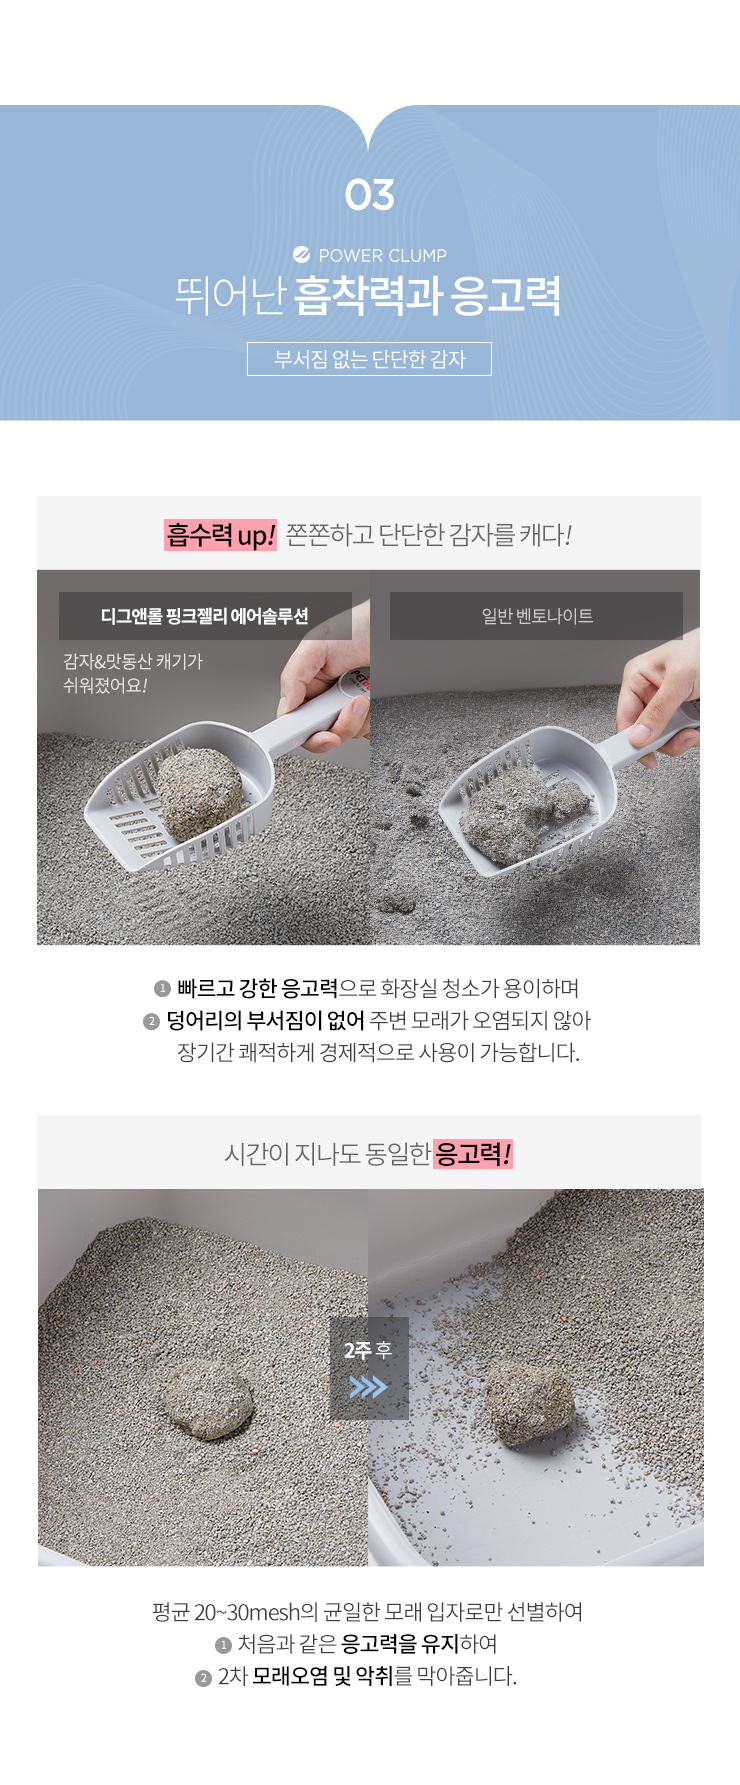 03
POWER CLUMP
뛰어난 흡착력과 응고력
부서짐 없는 단단한 감자
흡수력 up! 쫀쫀하고 단단한 감자를 캐다!
디그앤롤 핑크젤리 에어솔루션
일반 벤토나이트
감자&맛동산 캐기가
쉬워졌어요!
1 빠르고 강한 응고력으로 화장실 청소가 용이하며
2 덩어리의 부서짐이 없어 주변 모래가 오염되지 않아
장기간 쾌적하게 경제적으로 사용이 가능합니다.
시간이 지나도 동일한 응고력!
2주 후
평균 20~30mesh의 균일한 모래 입자로만 선별하여
1 처음과 같은 응고력을 유지하여
2 2차 모래오염 및 악취를 막아줍니다.